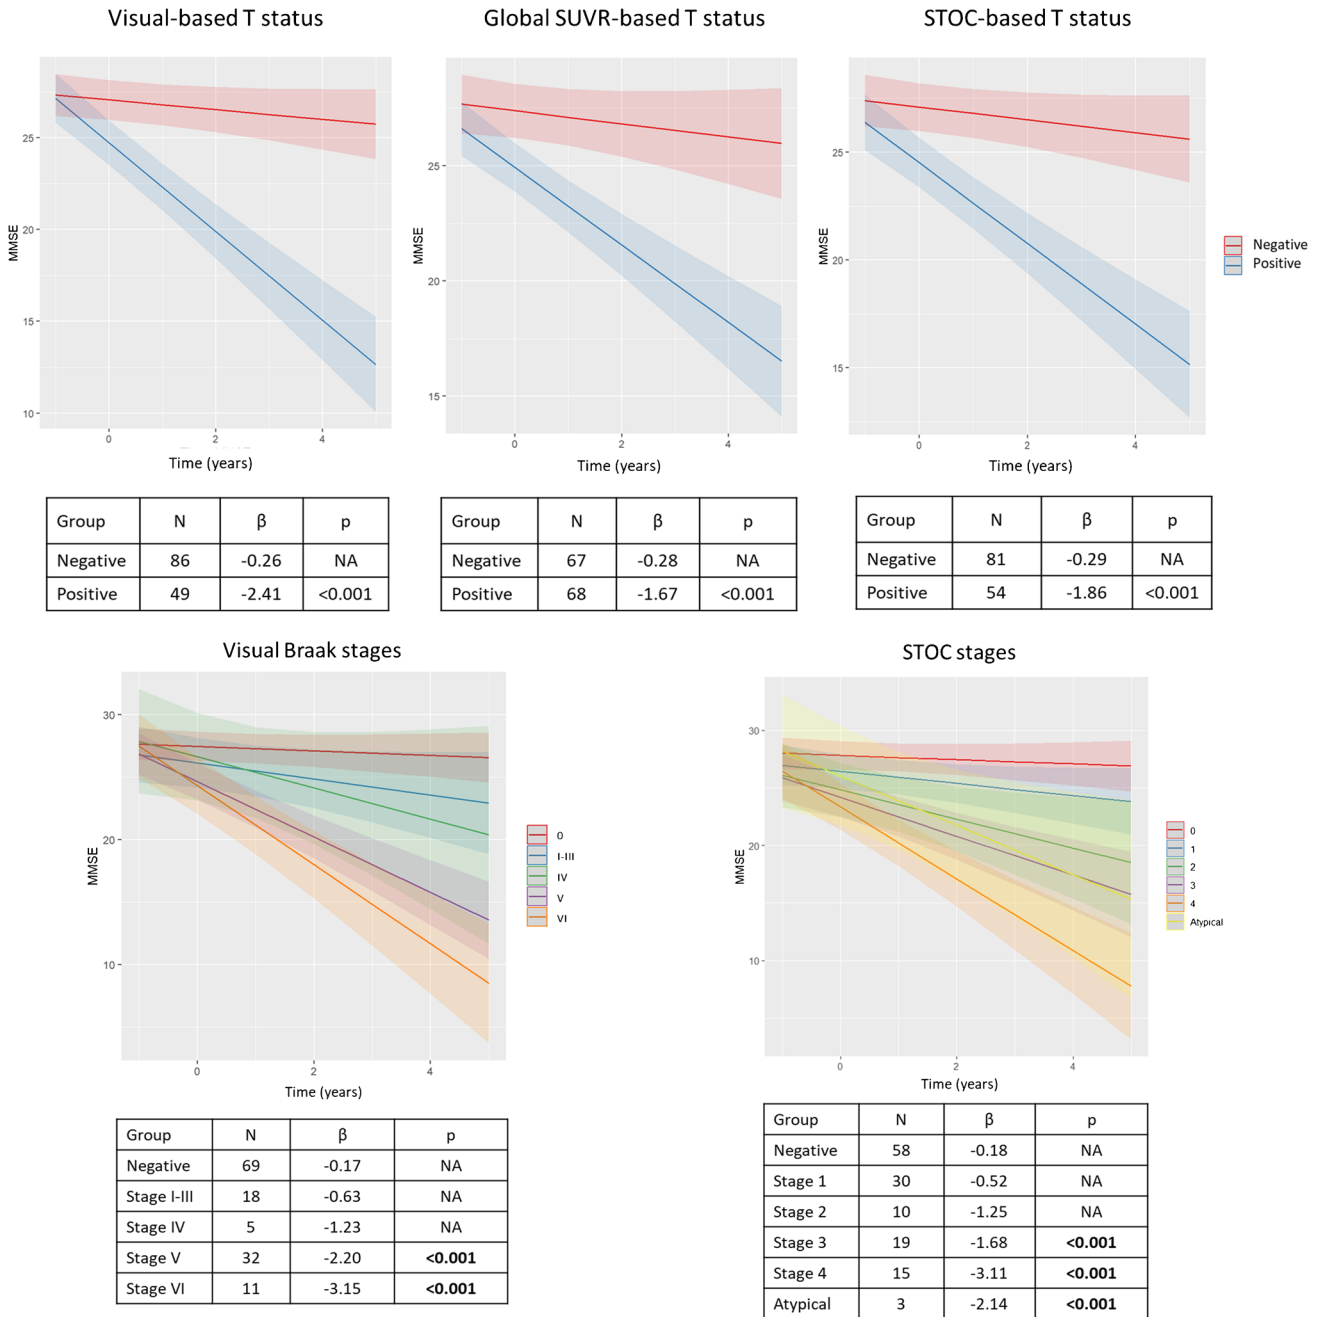 Visual-based T status
Global SUVR-based T status
STOC-based T status
MMSE
25
20
15
10
0 2 4
Time (years)
MMSE
25
20
15
0 2 4
Time (years)
MMSE
25
20
15
0 2 4
Time (years)
Negative
Positive
Group N β p
Negative 86 -0.26 NA
Positive 49 -2.41 <0.001
Group N β p
Negative 67 -0.28 NA
Positive 68 -1.67 <0.001
Group N β p
Negative 81 -0.29 NA
Positive 54 -1.86 <0.001
Visual Braak stages
MMSE
30
20
10
0 2 4
Time (years)
0
I-III
IV
V
VI
STOC stages
MMSE
30
20
10
0 2 4
Time (years)
0
1
2
3
4
Atypical
Group N β p
Negative 69 -0.17 NA
Stage I-III 18 -0.63 NA
Stage IV 5 -1.23 NA
Stage V 32 -2.20 <0.001
Stage VI 11 -3.15 <0.001
Group N β p
Negative 58 -0.18 NA
Stage 1 30 -0.52 NA
Stage 2 10 -1.25 NA
Stage 3 19 -1.68 <0.001
Stage 4 15 -3.11 <0.001
Atypical 3 -2.14 <0.001